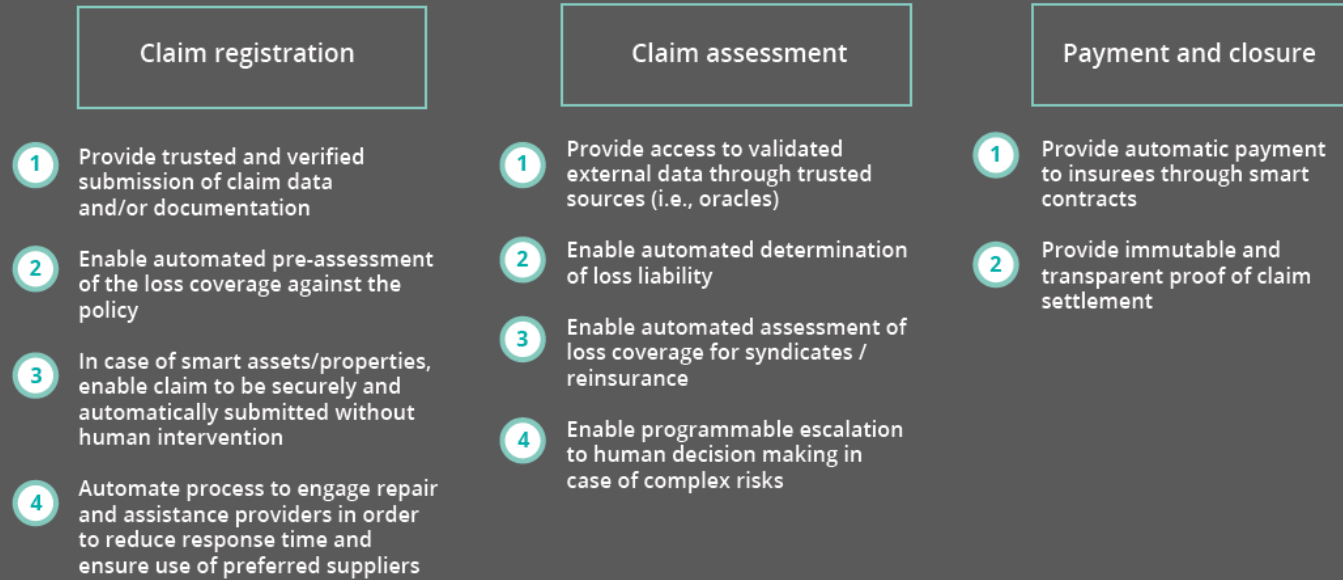 Claim registration
1
Provide trusted and verified
submission of claim data
and/or documentation
2
Enable automated pre-assessment
of the loss coverage against the
policy
3
In case of smart assets/properties,
enable claim to be securely and
automatically submitted without
human intervention
4
Automate process to engage repair
and assistance providers in order
to reduce response time and
ensure use of preferred suppliers
Claim assessment
1
Provide access to validated
external data through trusted
sources (i.e., oracles)
2
Enable automated determination
of loss liability
3
Enable automated assessment of
loss coverage for syndicates /
reinsurance
4
Enable programmable escalation
to human decision making in
case of complex risks
Payment and closure
1
Provide automatic payment
to insurees through smart
contracts
2
Provide immutable and
transparent proof of claim
settlement